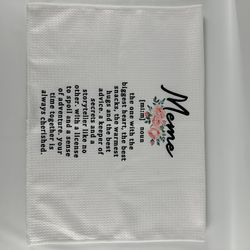 Meme
[mim] noun
the one with the
biggest heart, the best
snacks, the warmest
hugs and the best
advice. a keeper of
secrets and a
storyteller like no
other. with a license
to spoil and a sense
of adventure. your
time together is
always cherished.